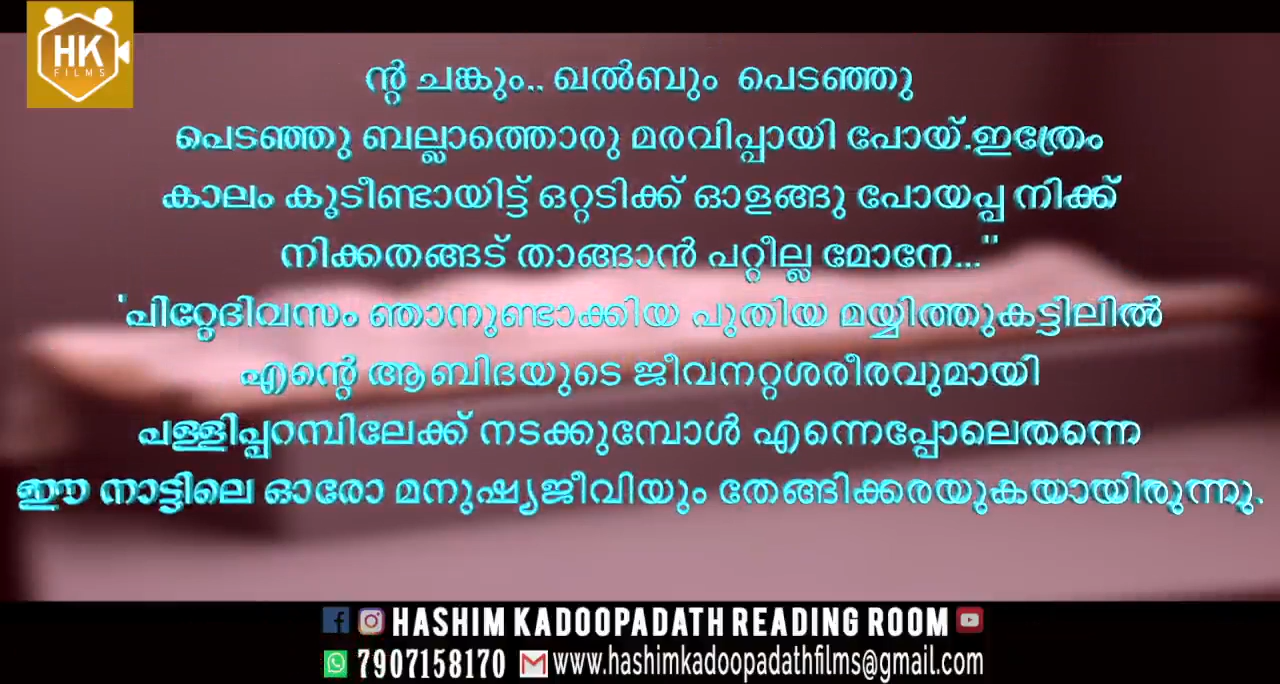 HK
FILMS
ന്റ ചങ്കും.. ഖൽബും പെടഞ്ഞു
പെടഞ്ഞു ബല്ലാത്തൊരു മരവിപ്പായി പോയ്.ഇത്രേം
കാലം കൂടീണ്ടായിട്ട് ഒറ്റടിക്ക് ഓളങ്ങു പോയപ്പ നിക്ക്
നിക്കതങ്ങട് താങ്ങാൻ പറ്റീല്ല മോനേ..."
"പിറ്റേദിവസം ഞാനുണ്ടാക്കിയ പുതിയ മയ്യിത്തുകട്ടിലിൽ
എന്റെ ആബിദയുടെ ജീവനറ്റശരീരവുമായി
പള്ളിപ്പറമ്പിലേക്ക് നടക്കുമ്പോൾ എന്നെപ്പോലെതന്നെ
ഈ നാട്ടിലെ ഓരോ മനുഷ്യജീവിയും തേങ്ങിക്കരയുകയായിരുന്നു.
HASHIM KADOOPADATH READING ROOM
7907158170 www.hashimkadoopadathfilms@gmail.com